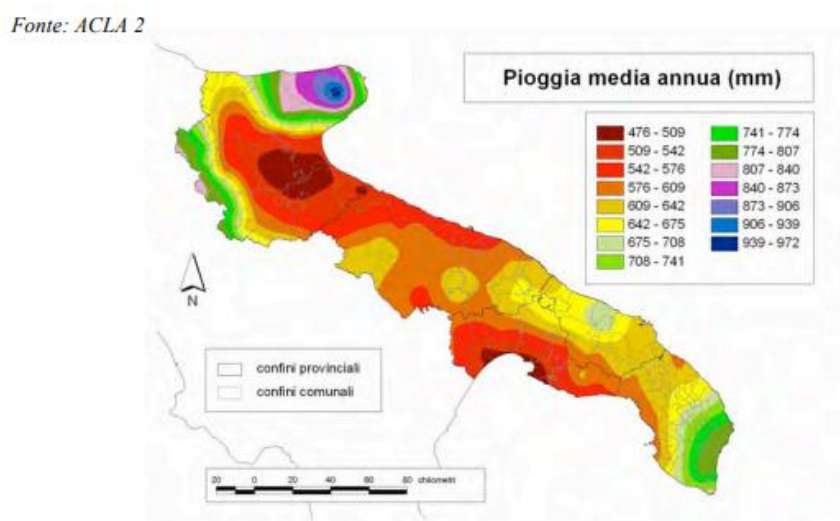 Fonte: ACLA 2
Pioggia media annua (mm)
476 - 509
509 - 542
542 - 576
576 - 609
609 - 642
642 - 675
675 - 708
708 - 741
741 - 774
774 - 807
807 - 840
840 - 873
873 - 906
906 - 939
939 - 972
N
confini provinciali
confini comunali
20 0 20 40 60 80 chilometri